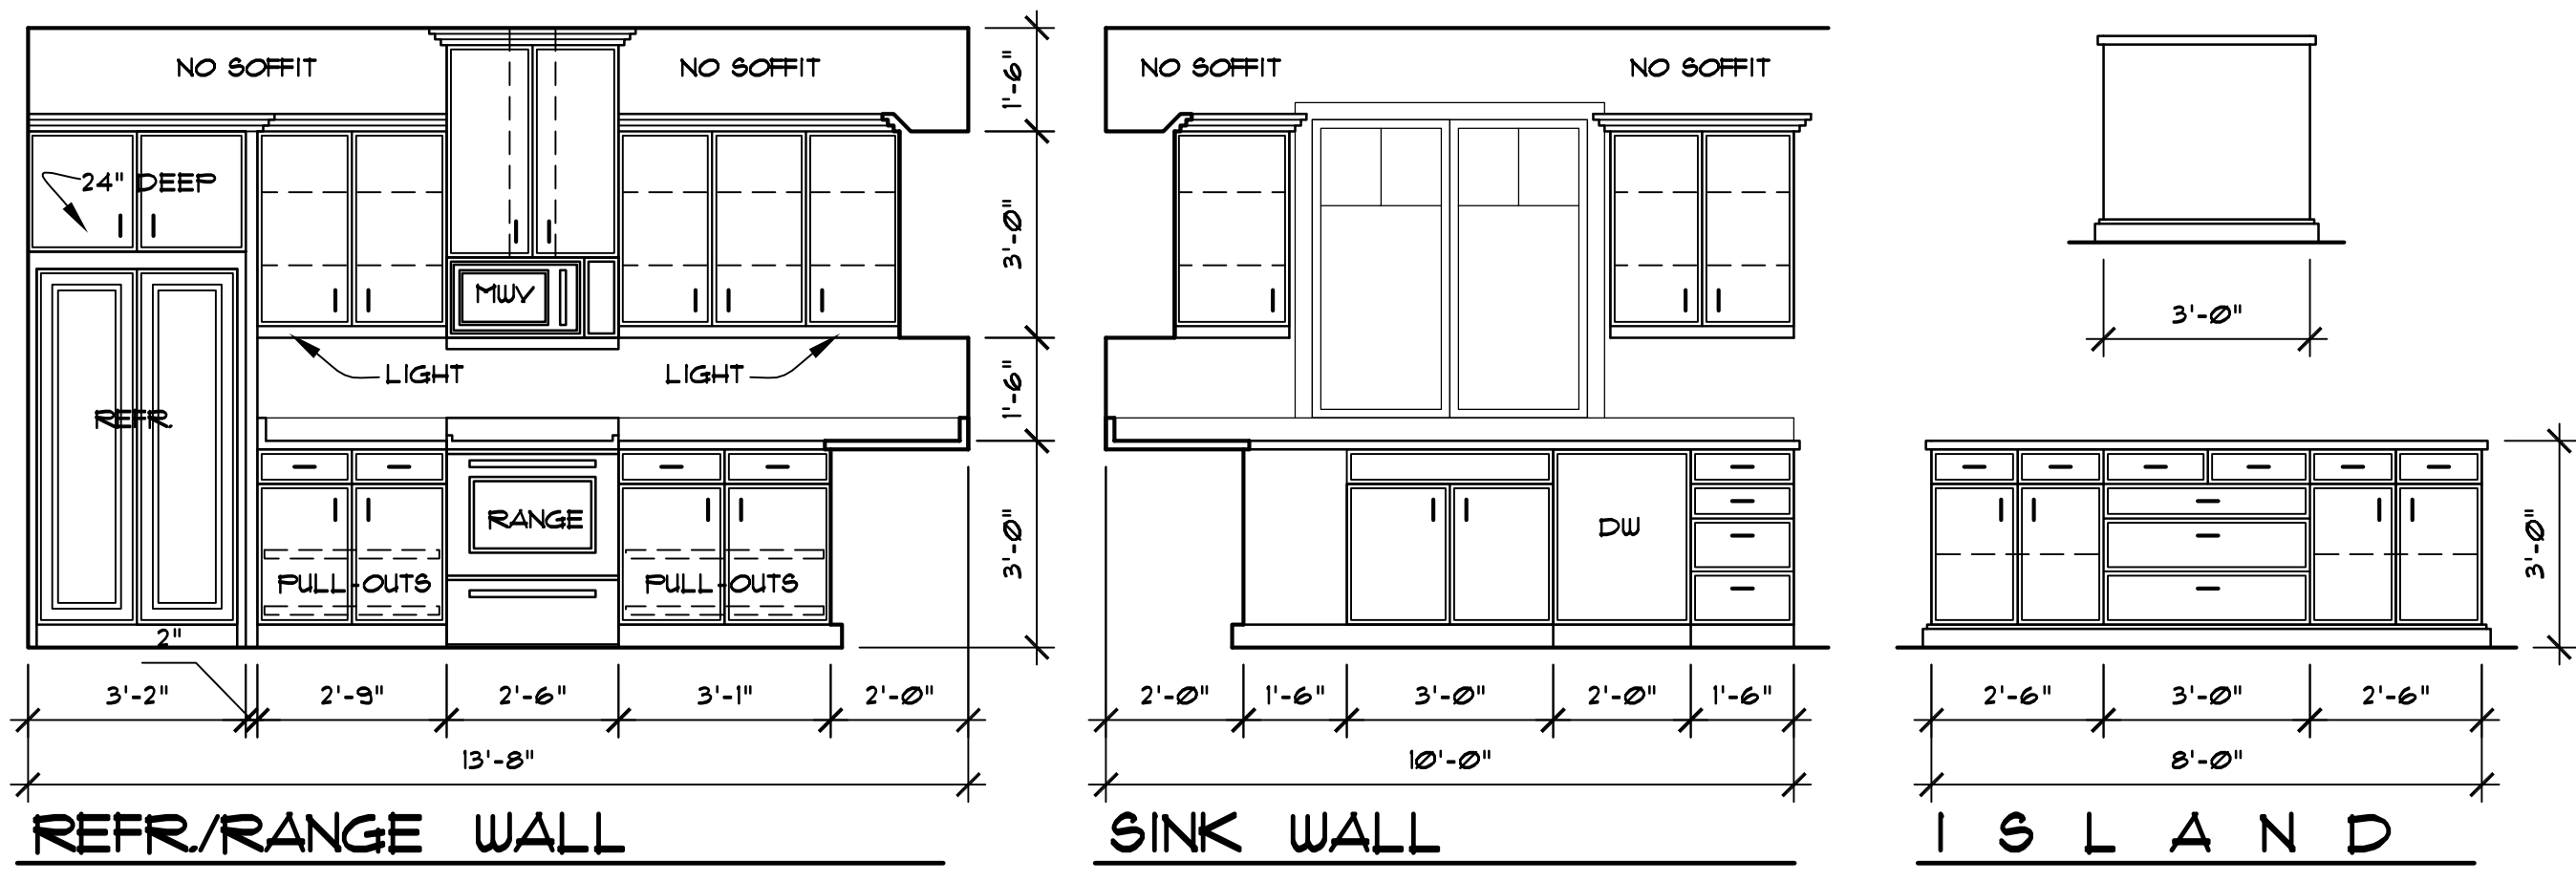 NO SOFFIT
NO SOFFIT
24" DEEP
MWV
LIGHT
LIGHT
REFR.
RANGE
PULL-OUTS
PULL-OUTS
2"
1'-6"
3'-0"
1'-6"
3'-0"
3'-2"
2'-9"
2'-6"
3'-1"
2'-0"
13'-8"
REFR./RANGE WALL
NO SOFFIT
NO SOFFIT
DW
2'-0"
1'-6"
3'-0"
2'-0"
1'-6"
10'-0"
SINK WALL
3'-0"
3'-0"
2'-6"
3'-0"
2'-6"
8'-0"
ISLAND